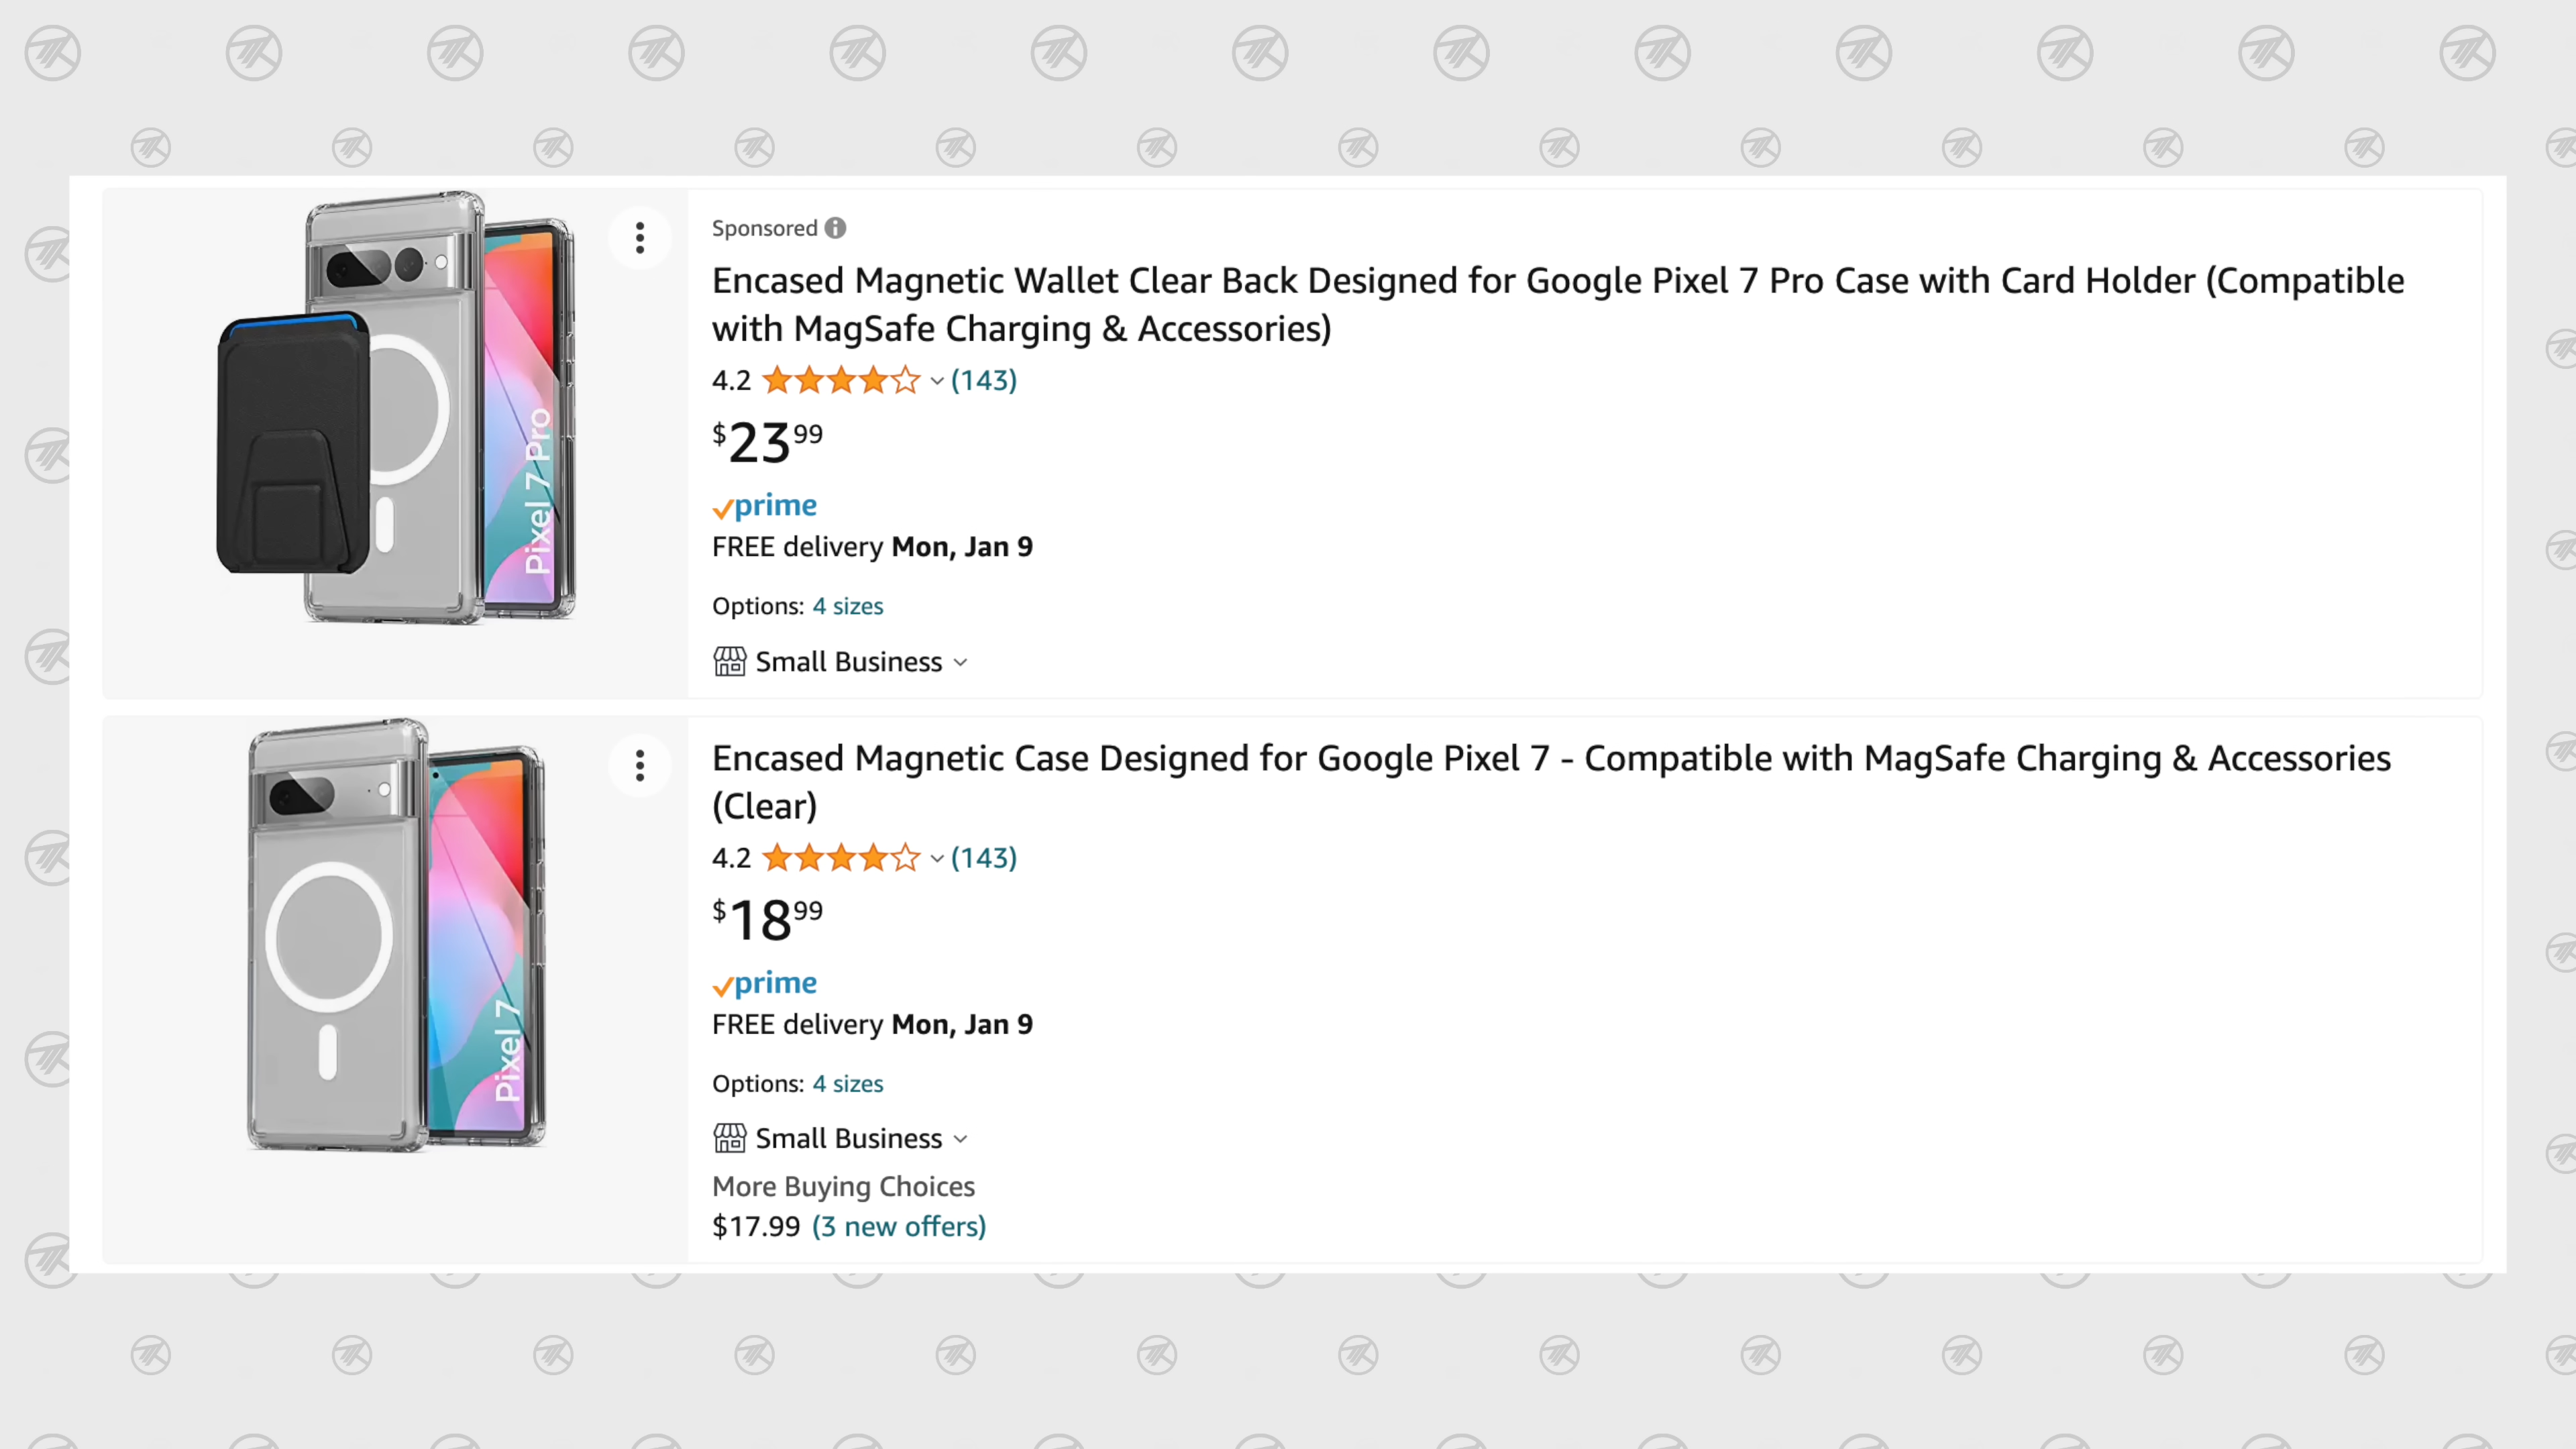 Sponsored
Encased Magnetic Wallet Clear Back Designed for Google Pixel 7 Pro Case with Card Holder (Compatible
with MagSafe Charging & Accessories)
4.2 (143)
$23 99
prime
FREE delivery Mon, Jan 9
Options: 4 sizes
Small Business
Pixel 7 Pro
Encased Magnetic Case Designed for Google Pixel 7 - Compatible with MagSafe Charging & Accessories
(Clear)
4.2 (143)
$18 99
prime
FREE delivery Mon, Jan 9
Options: 4 sizes
Small Business
More Buying Choices
$17.99 (3 new offers)
Pixel 7